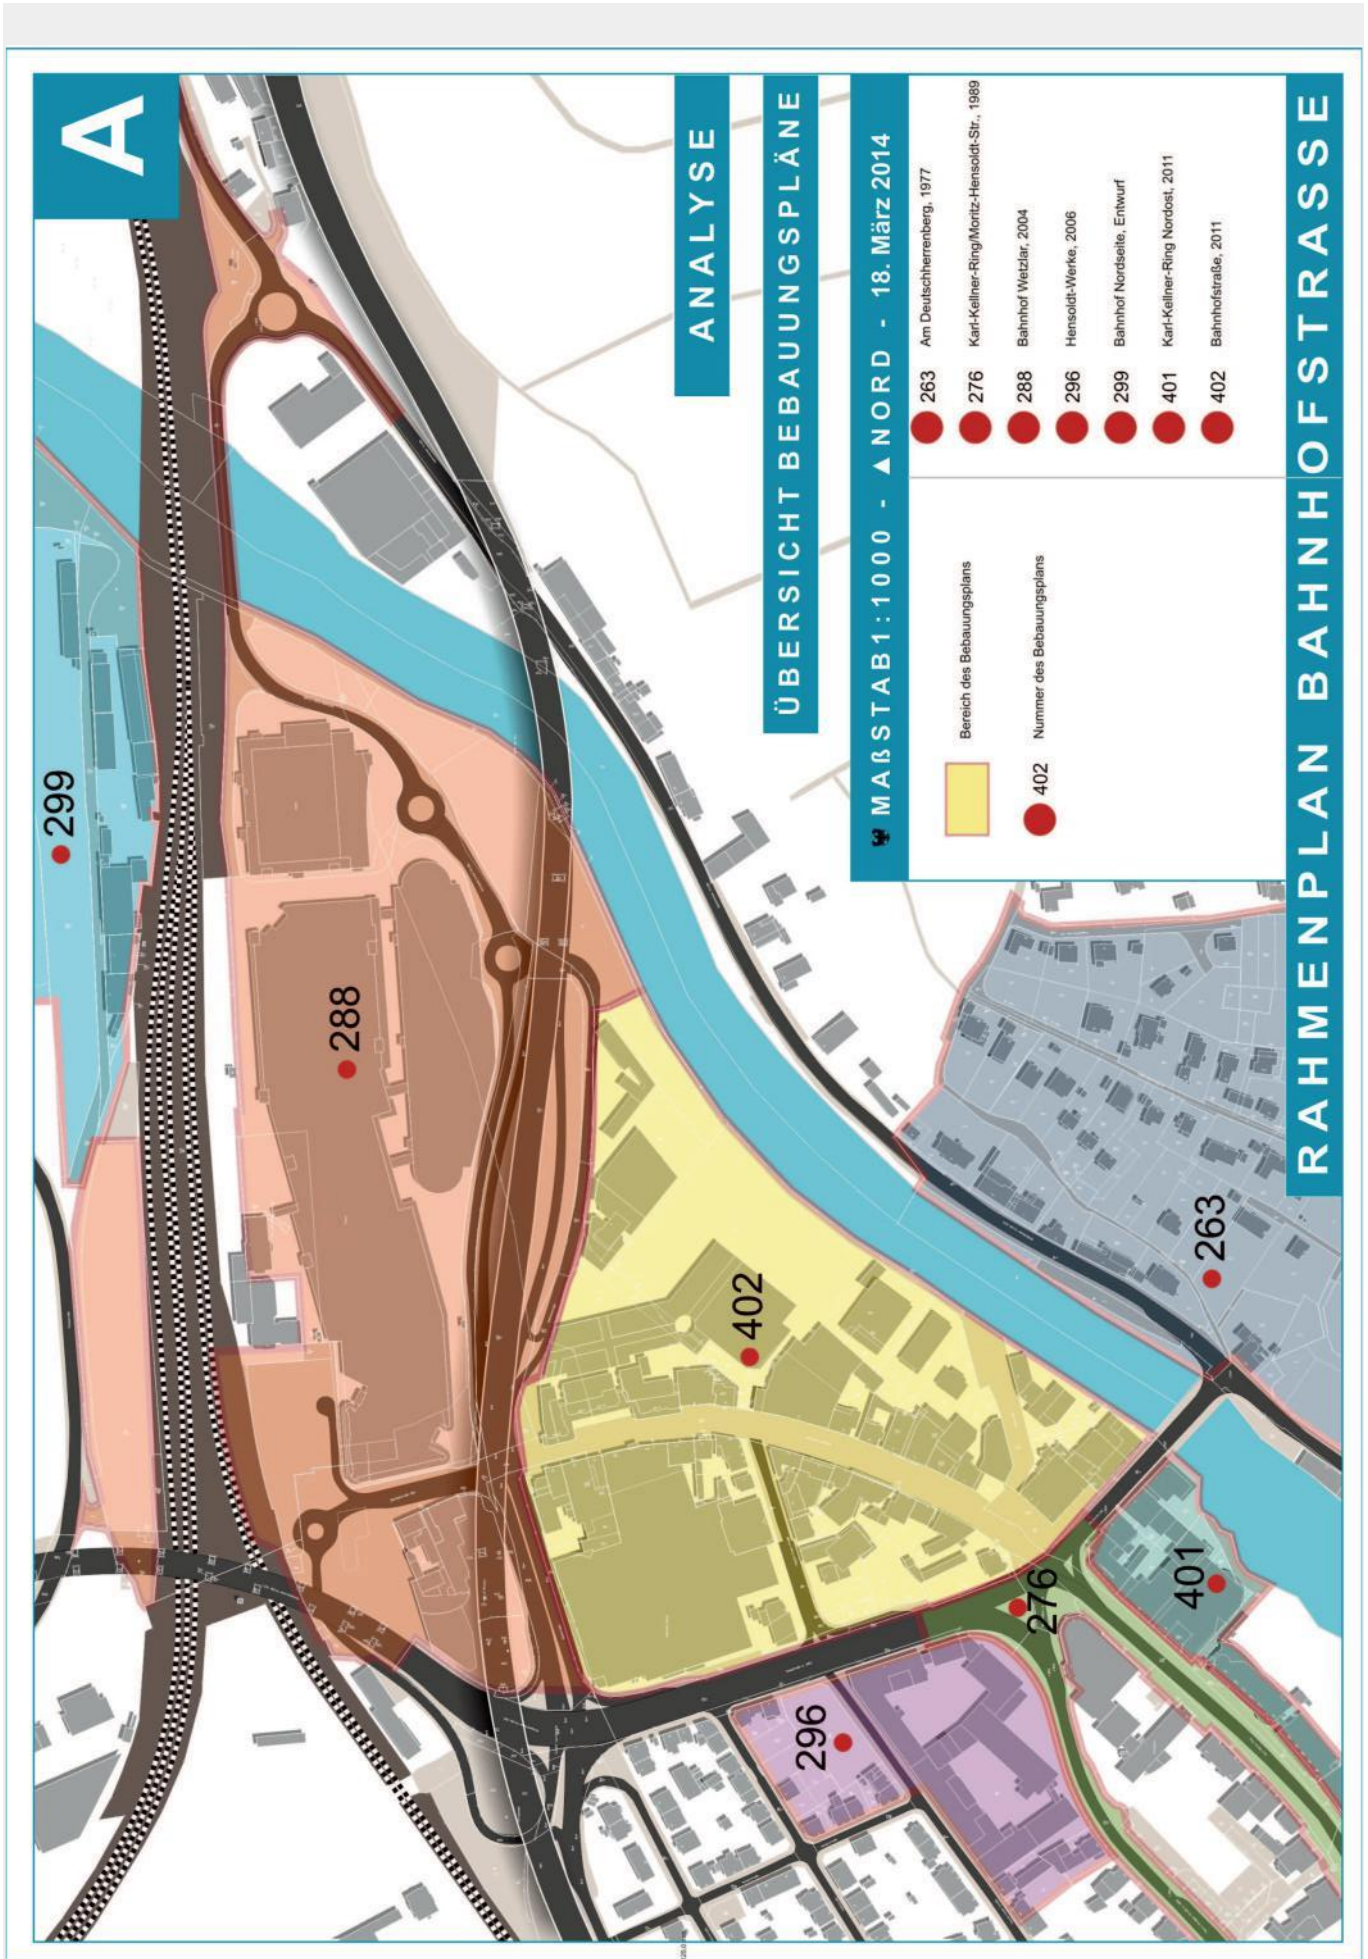 A
ANALYSE
ÜBERSICHT BEBAUUNGSPLÄNE
MAßSTAB1:1000 - ▲NORD - 18. März 2014
Bereich des Bebauungsplans
402 Nummer des Bebauungsplans
263 Am Deutschherrenberg, 1977
276 Karl-Kellner-Ring/Moritz-Hensoldt-Str., 1989
288 Bahnhof Wetzlar, 2004
296 Hensoldt-Werke, 2006
299 Bahnhof Nordseite, Entwurf
401 Karl-Kellner-Ring Nordost, 2011
402 Bahnhofstraße, 2011
RAHMENPLAN BAHNHOFSTRASSE
299
288
402
263
276
401
296